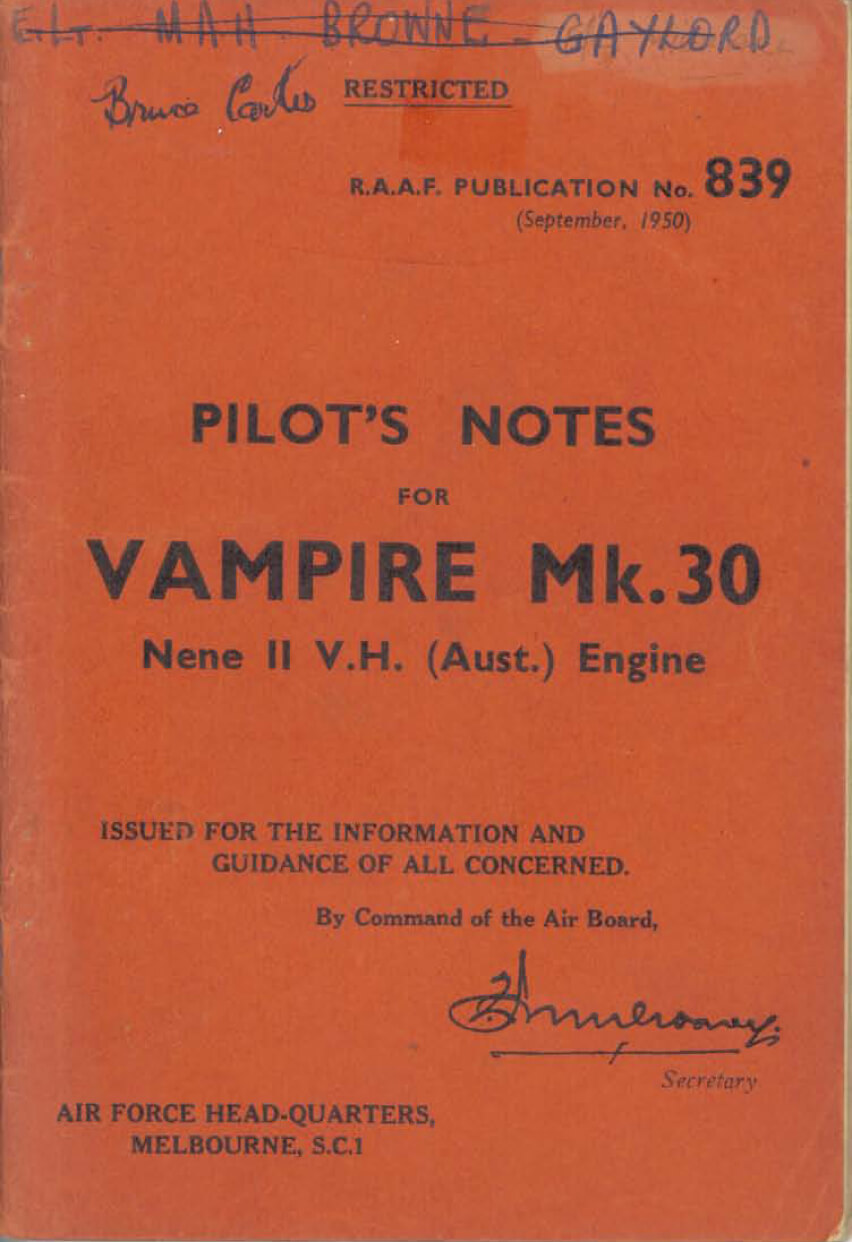 F.Lt. M.A.H. BROWNE - GAYLORD
Bruce
RESTRICTED
R.A.A.F. PUBLICATION No. 839
(September, 1950)
PILOT'S NOTES
FOR
VAMPIRE Mk.30
Nene II V.H. (Aust.) Engine
ISSUED FOR THE INFORMATION AND
GUIDANCE OF ALL CONCERNED.
By Command of the Air Board,
Secretary
AIR FORCE HEAD-QUARTERS,
MELBOURNE, S.C.1